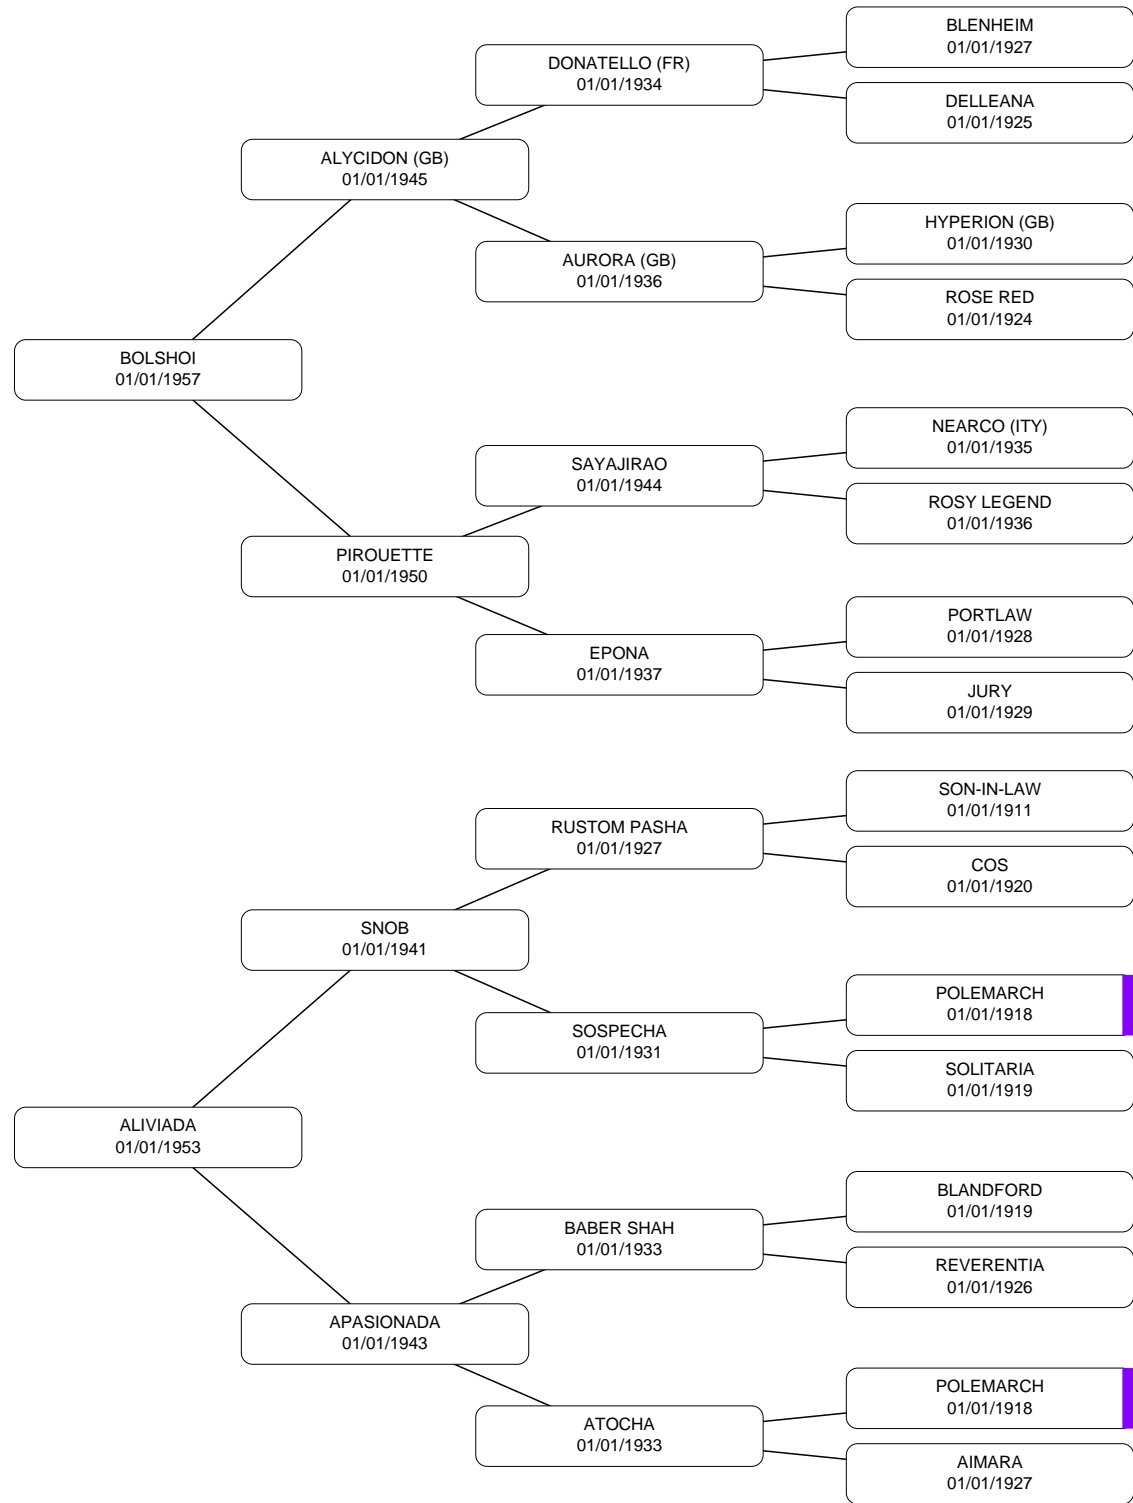 BLENHEIM
01/01/1927
DONATELLO (FR)
01/01/1934
DELLEANA
01/01/1925
ALYCIDON (GB)
01/01/1945
HYPERION (GB)
01/01/1930
AURORA (GB)
01/01/1936
ROSE RED
01/01/1924
BOLSHOI
01/01/1957
NEARCO (ITY)
01/01/1935
SAYAJIRAO
01/01/1944
ROSY LEGEND
01/01/1936
PIROUETTE
01/01/1950
PORTLAW
01/01/1928
EPONA
01/01/1937
JURY
01/01/1929
SON-IN-LAW
01/01/1911
RUSTOM PASHA
01/01/1927
COS
01/01/1920
SNOB
01/01/1941
POLEMARCH
01/01/1918
SOSPECHA
01/01/1931
SOLITARIA
01/01/1919
ALIVIADA
01/01/1953
BLANDFORD
01/01/1919
BABER SHAH
01/01/1933
REVERENTIA
01/01/1926
APASIONADA
01/01/1943
POLEMARCH
01/01/1918
ATOCHA
01/01/1933
AIMARA
01/01/1927